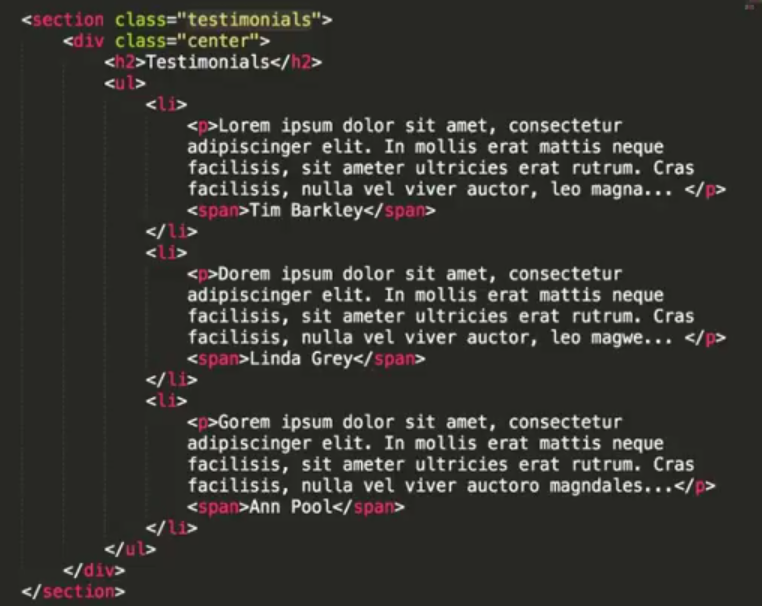 <section class="testimonials">
<div class="center">
<h2>Testimonials</h2>
<ul>
<li>
<p>Lorem ipsum dolor sit amet, consectetur
adipiscinger elit. In mollis erat mattis neque
facilisis, sit ameter ultricies erat rutrum. Cras
facilisis, nulla vel viver auctor, leo magna... </p>
<span>Tim Barkley</span>
</li>
<li>
<p>Dorem ipsum dolor sit amet, consectetur
adipiscinger elit. In mollis erat mattis neque
facilisis, sit ameter ultricies erat rutrum. Cras
facilisis, nulla vel viver auctor, leo magwe... </p>
<span>Linda Grey</span>
</li>
<li>
<p>Gorem ipsum dolor sit amet, consectetur
adipiscinger elit. In mollis erat mattis neque
facilisis, sit ameter ultricies erat rutrum. Cras
facilisis, nulla vel viver auctoro magndales...</p>
<span>Ann Pool</span>
</li>
</ul>
</div>
</section>